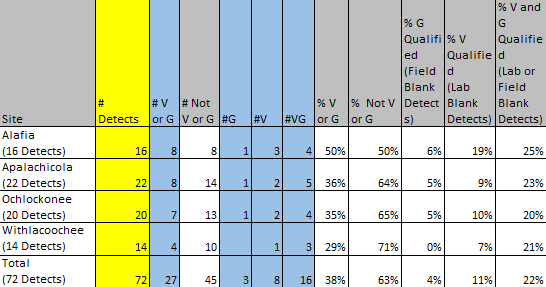 Site # Detects # V or G # Not V or G #G #V #VG % V or G % Not V or G % G Qualified (Field Blank Detects) % V Qualified (Lab Blank Detects) % V and G Qualified (Lab or Field Blank Detects)
Alafia (16 Detects) 16 8 8 1 3 4 50% 50% 6% 19% 25%
Apalachicola (22 Detects) 22 8 14 1 2 5 36% 64% 5% 9% 23%
Ochlockonee (20 Detects) 20 7 13 1 2 4 35% 65% 5% 10% 20%
Withlacoochee (14 Detects) 14 4 10 1 3 29% 71% 0% 7% 21%
Total (72 Detects) 72 27 45 3 8 16 38% 63% 4% 11% 22%